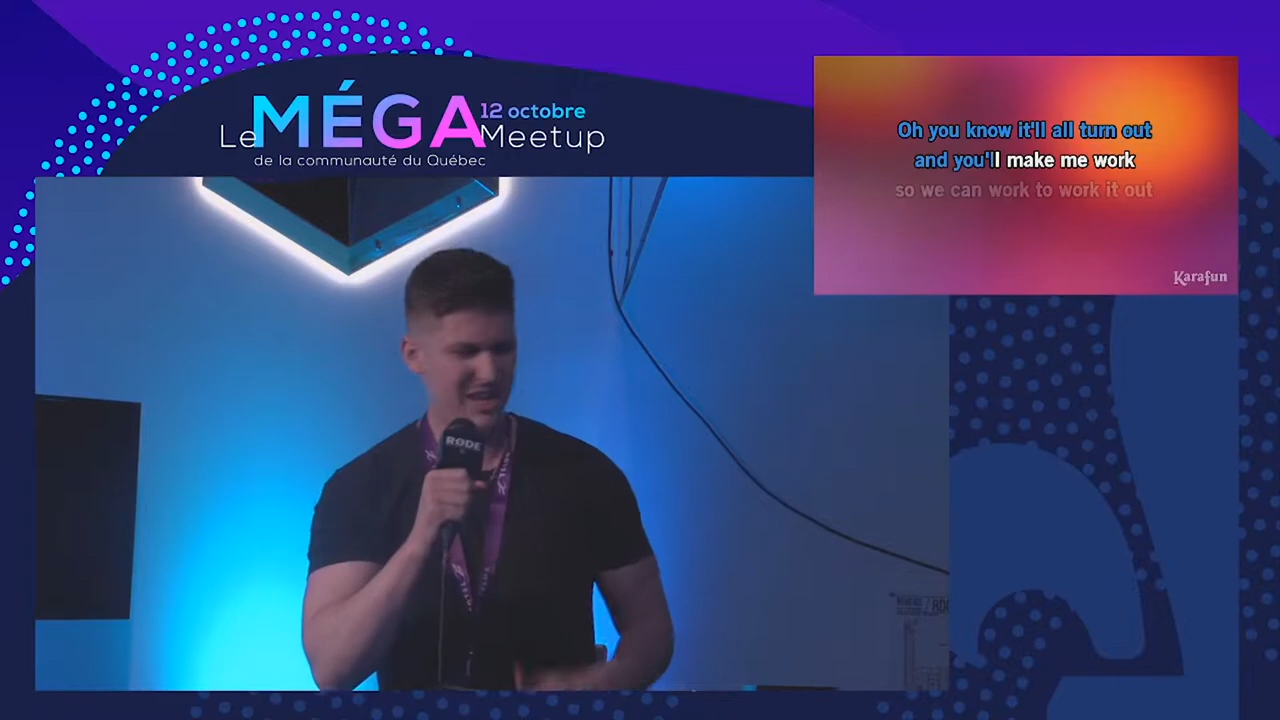 Le MÉGA 12 octobre
Meetup
de la communauté du Québec
Oh you know it'll all turn out
and you'll make me work
so we can work to work it out
Karafun
RØDE